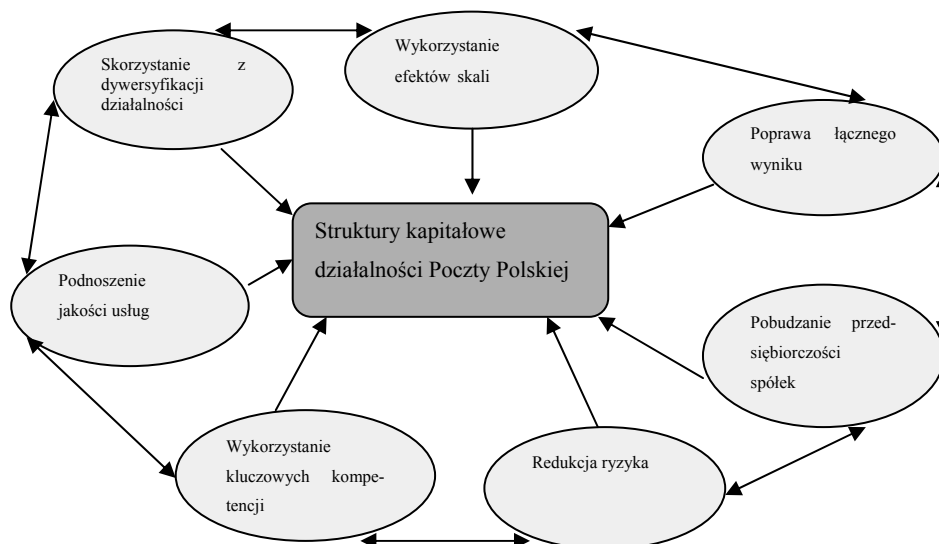 Wykorzystanie
efektów skali
Skorzystanie z
dywersyfikacji
działalności
Poprawa łącznego
wyniku
Struktury kapitałowe
działalności Poczty Polskiej
Podnoszenie
jakości usług
Pobudzanie przed-
siębiorczości
spółek
Wykorzystanie
kluczowych kompe-
tencji
Redukcja ryzyka